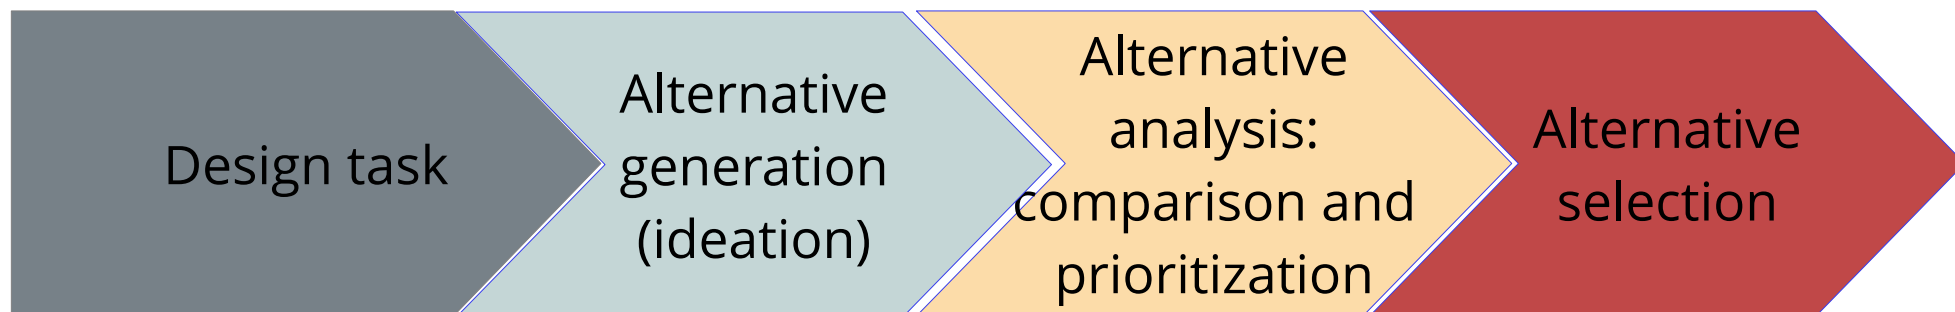 Design task
Alternative
generation
(ideation)
Alternative
analysis:
comparison and
prioritization
Alternative
selection